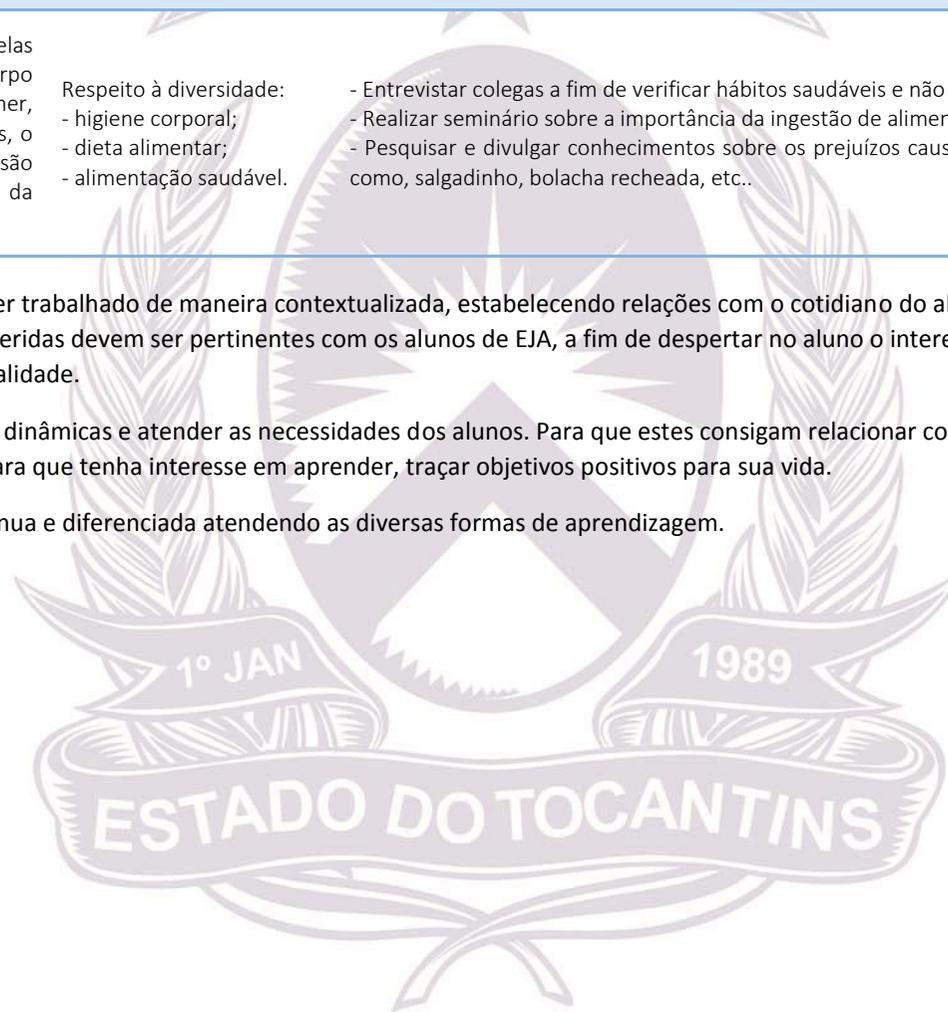 elas
rpo
ner,
s, o
são
da
Respeito à diversidade:
- higiene corporal;
- dieta alimentar;
- alimentação saudável.
- Entrevistar colegas a fim de verificar hábitos saudáveis e não
- Realizar seminário sobre a importância da ingestão de alimen
- Pesquisar e divulgar conhecimentos sobre os prejuízos caus
como, salgadinho, bolacha recheada, etc..
er trabalhado de maneira contextualizada, estabelecendo relações com o cotidiano do al
eridas devem ser pertinentes com os alunos de EJA, a fim de despertar no aluno o intere
alidade.
dinâmicas e atender as necessidades dos alunos. Para que estes consigam relacionar co
ara que tenha interesse em aprender, traçar objetivos positivos para sua vida.
nua e diferenciada atendendo as diversas formas de aprendizagem.
1º JAN
1989
ESTADO DO TOCANTINS